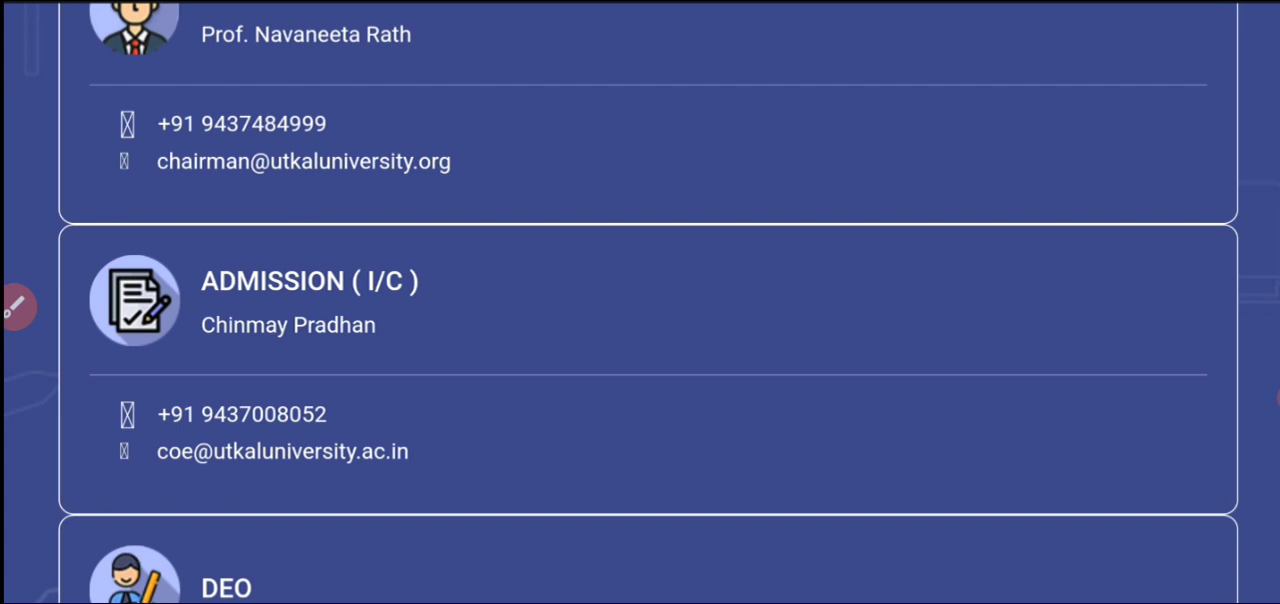 Prof. Navaneeta Rath
+91 9437484999
chairman@utkaluniversity.org
ADMISSION ( I/C )
Chinmay Pradhan
+91 9437008052
coe@utkaluniversity.ac.in
DEO